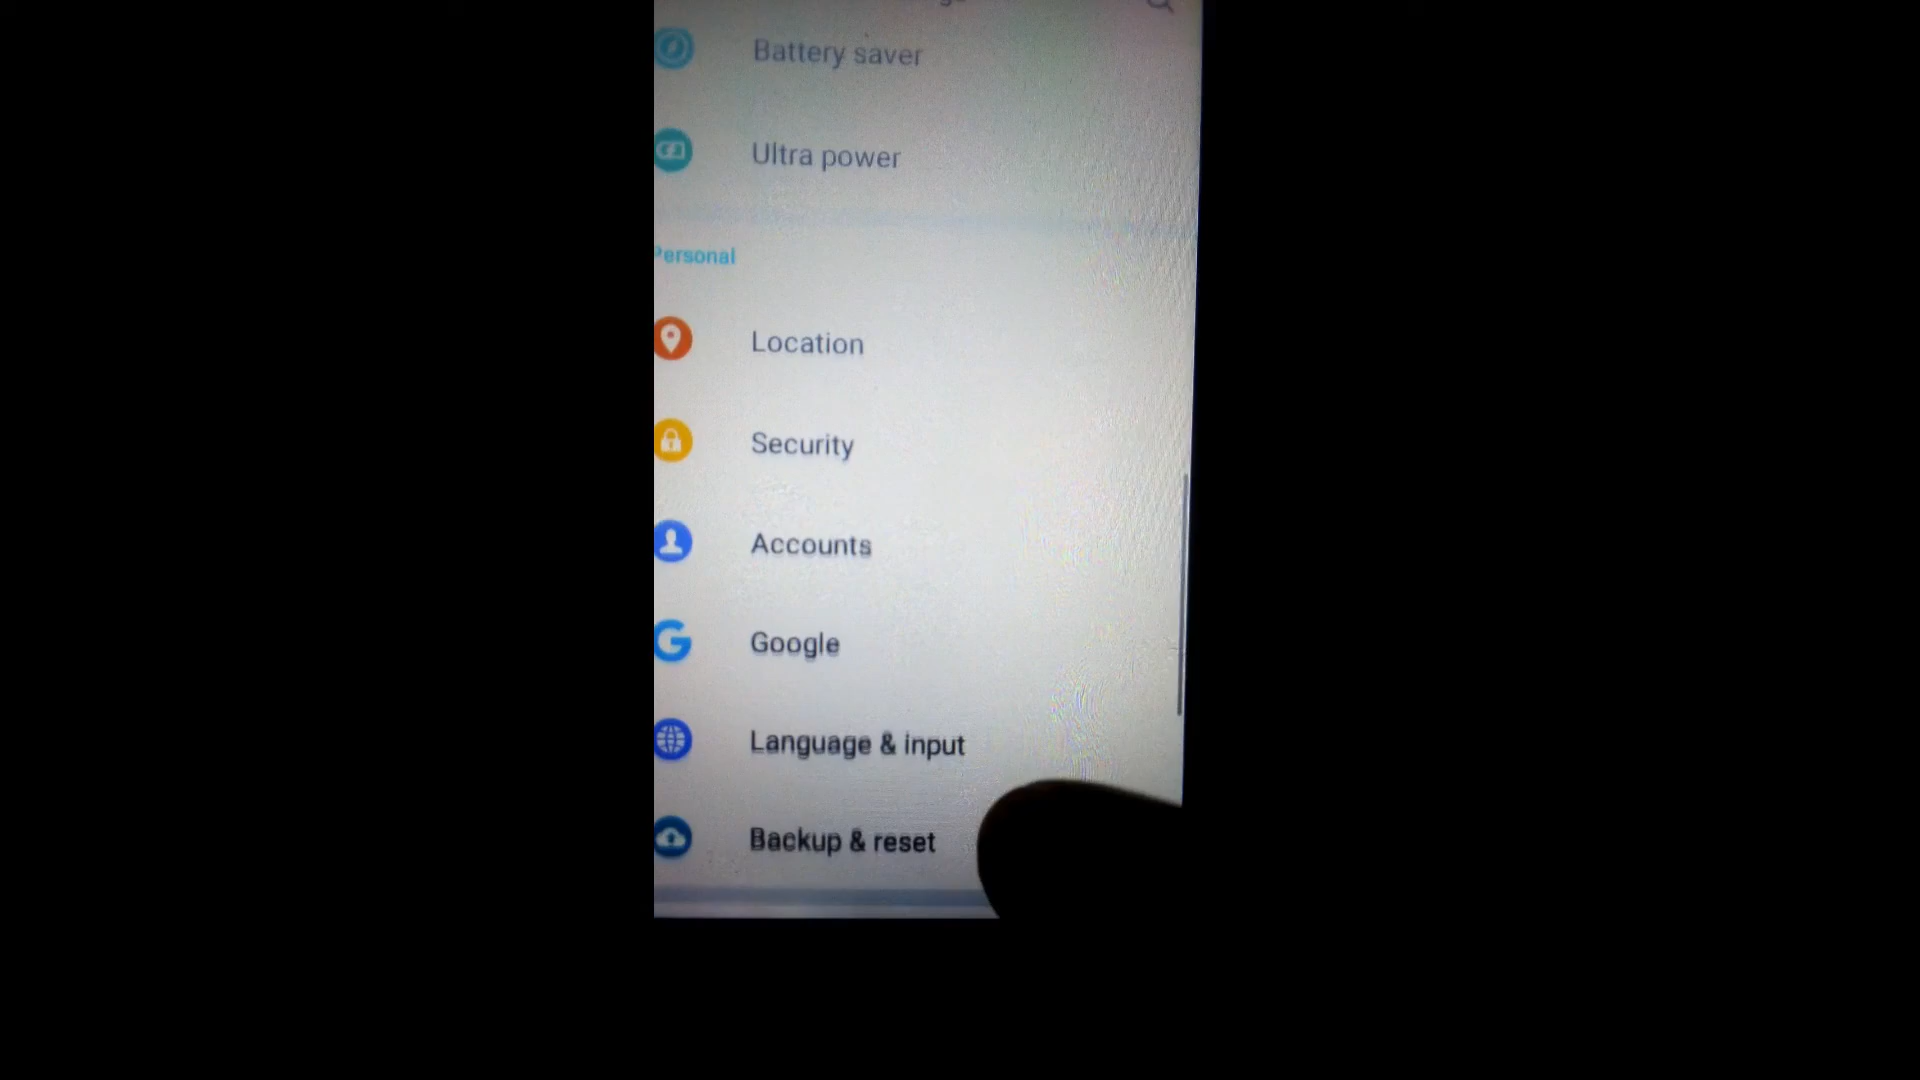 Battery saver
Ultra power
Personal
Location
Security
Accounts
Google
Language & input
Backup & reset